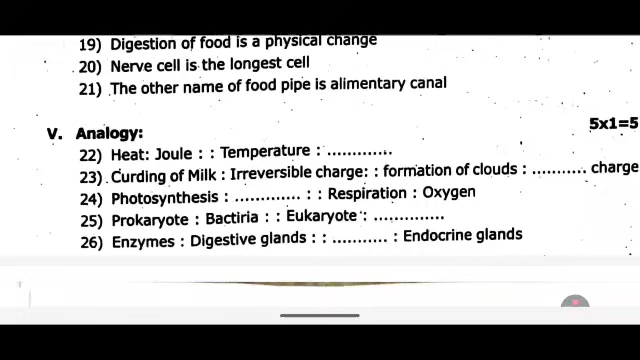 19) Digestion of food is a physical change
20) Nerve cell is the longest cell
21) The other name of food pipe is alimentary canal
V. Analogy: 5x1=5
22) Heat: Joule : : Temperature : ..............
23) Curding of Milk : Irreversible charge: : formation of clouds : .......... charge
24) Photosynthesis : ............. : : Respiration : Oxygen
25) Prokaryote : Bactiria : : Eukaryote : ..............
26) Enzymes : Digestive glands : : ........... : Endocrine glands